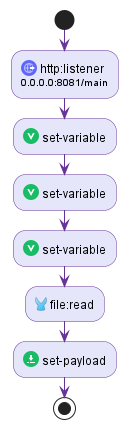 http:listener
0.0.0.0:8081/main
set-variable
set-variable
set-variable
file:read
set-payload